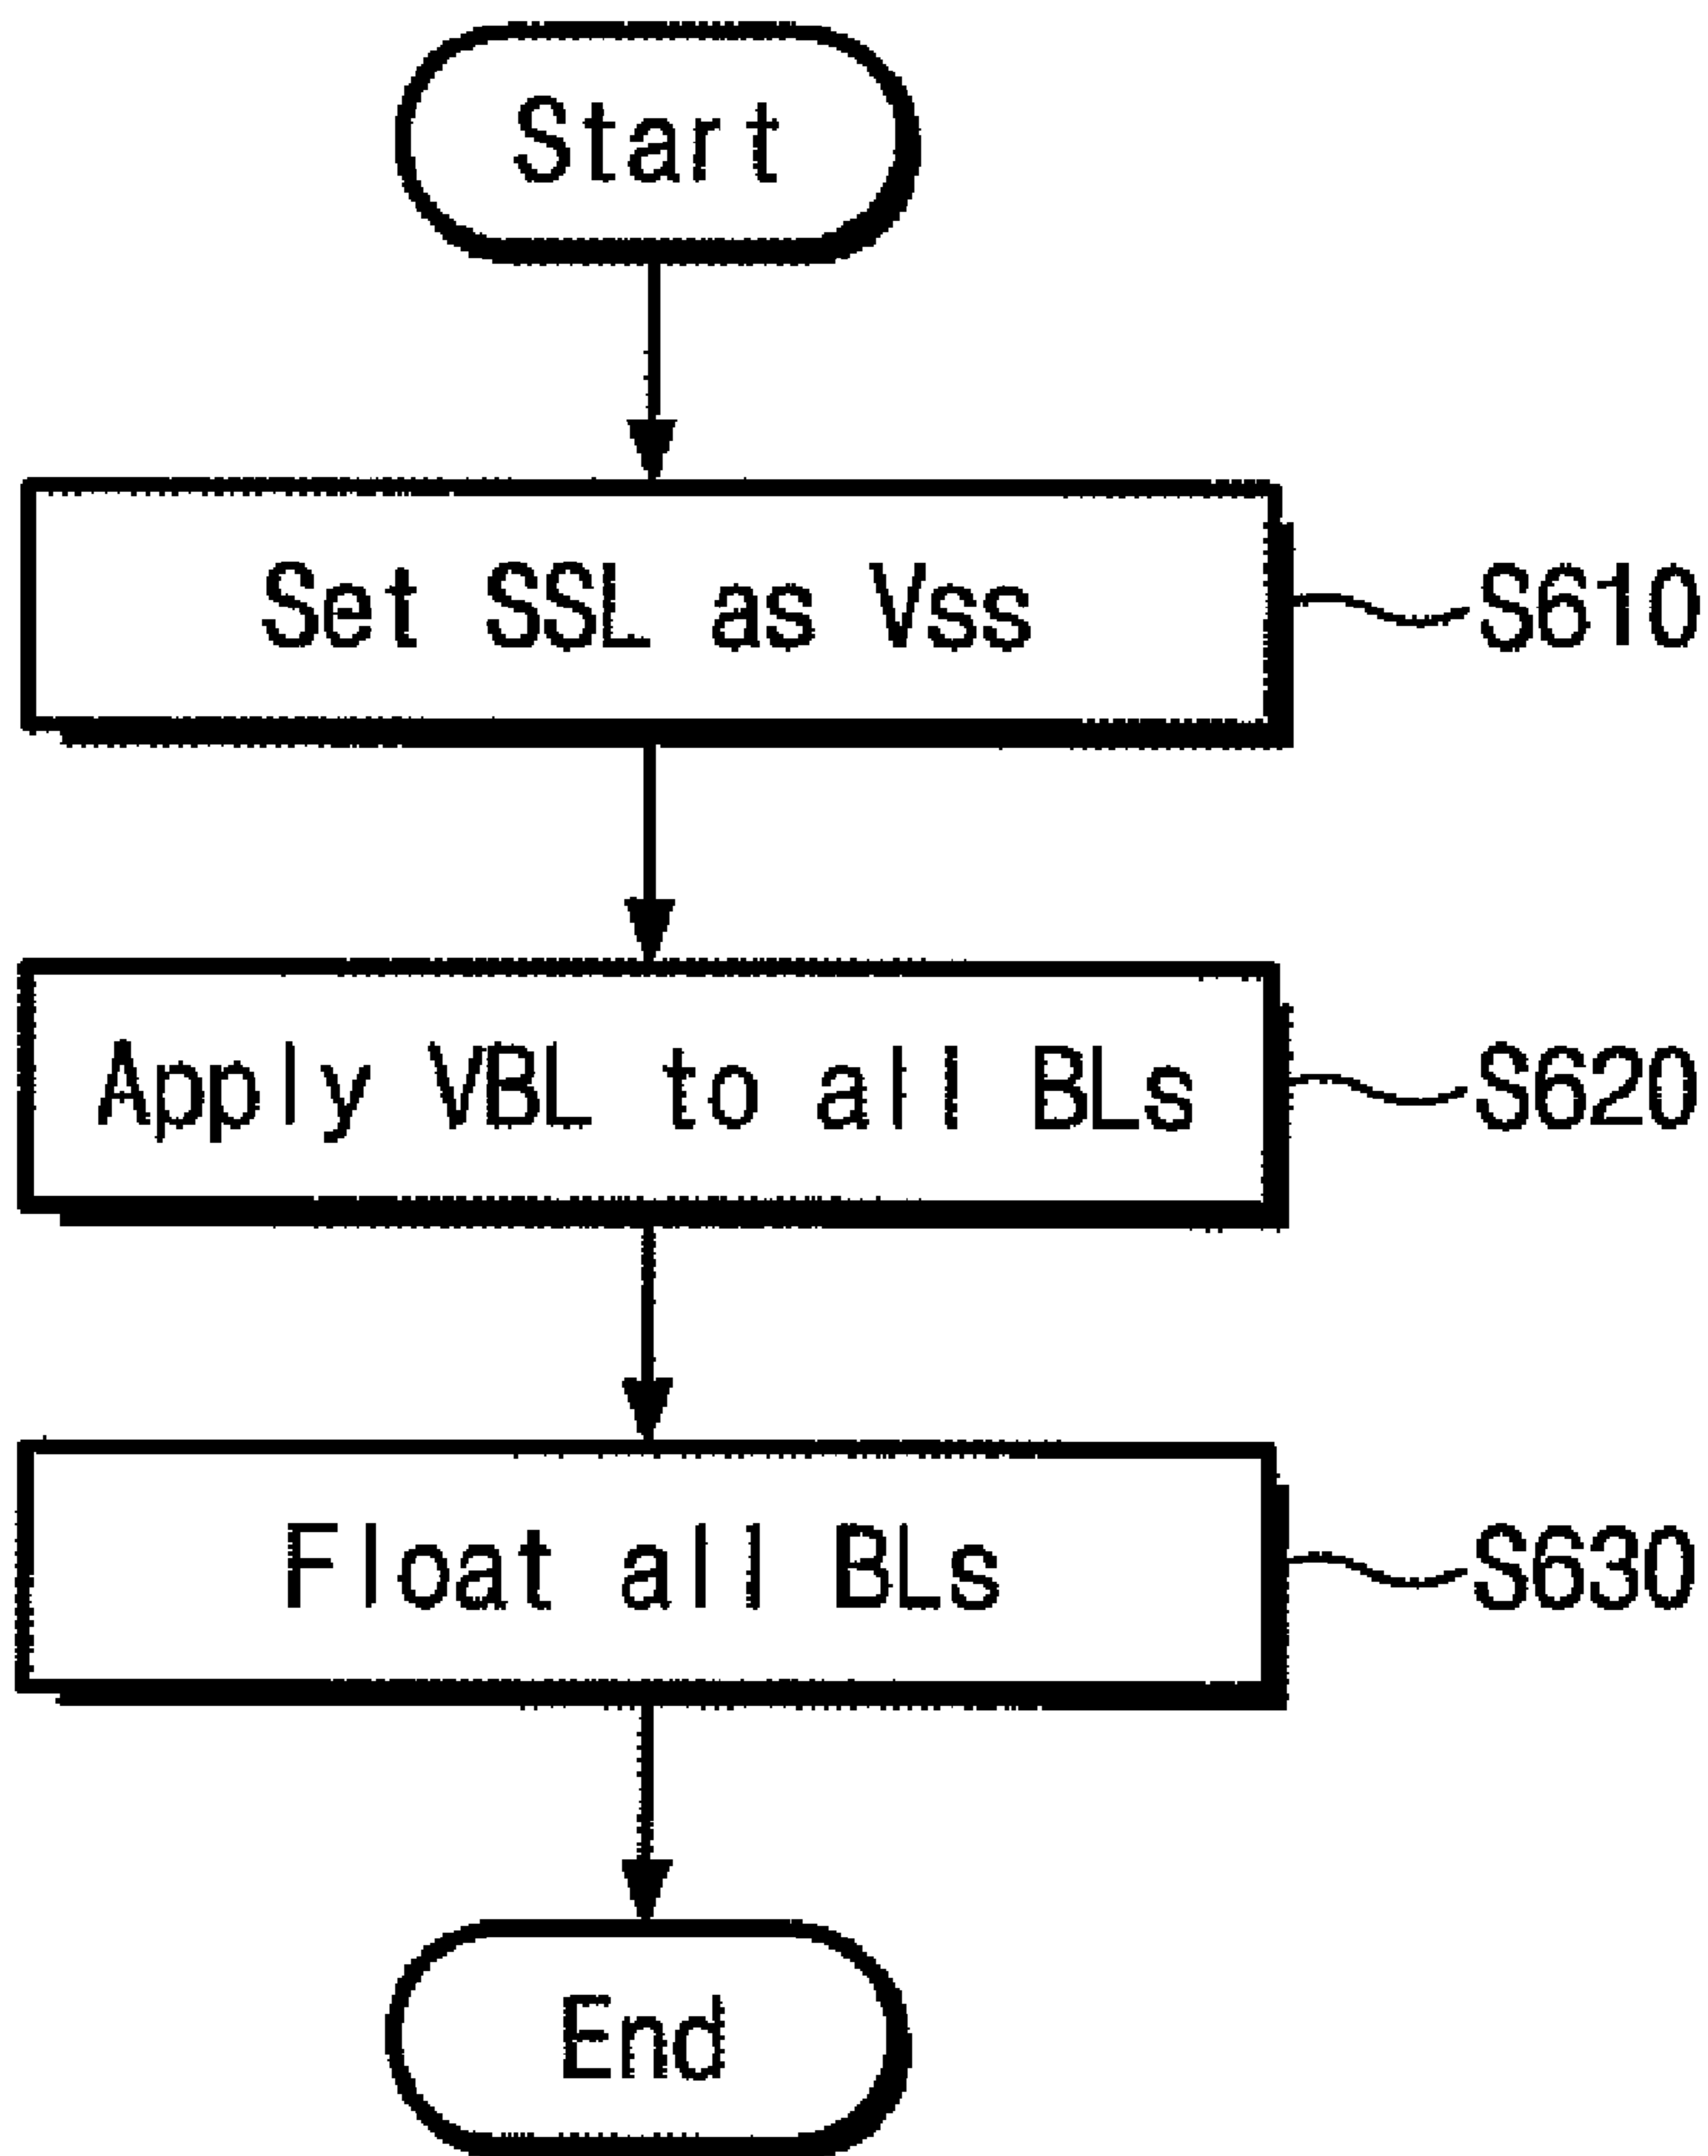 Start
Set SSL as Vss
S610
Apply VBL to all BLs
S620
Float all BLs
S630
End